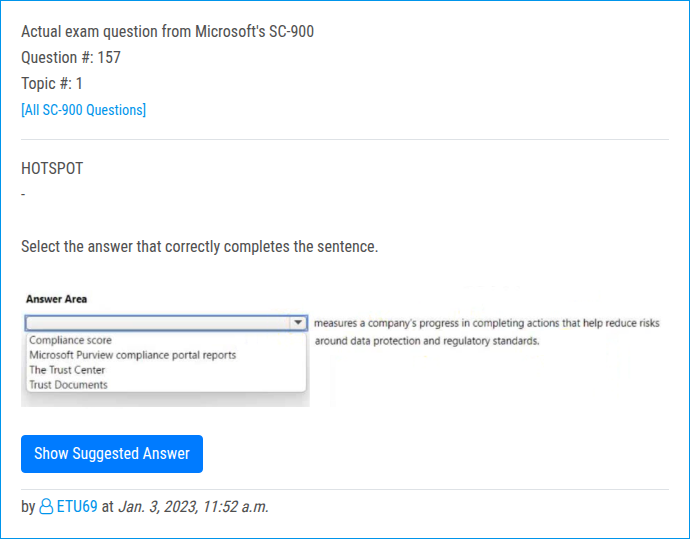 Actual exam question from Microsoft's SC-900
Question #: 157
Topic #: 1
[All SC-900 Questions]
HOTSPOT
-
Select the answer that correctly completes the sentence.
Answer Area
measures a company's progress in completing actions that help reduce risks
around data protection and regulatory standards.
Compliance score
Microsoft Purview compliance portal reports
The Trust Center
Trust Documents
Show Suggested Answer
by ETU69 at Jan. 3, 2023, 11:52 a.m.